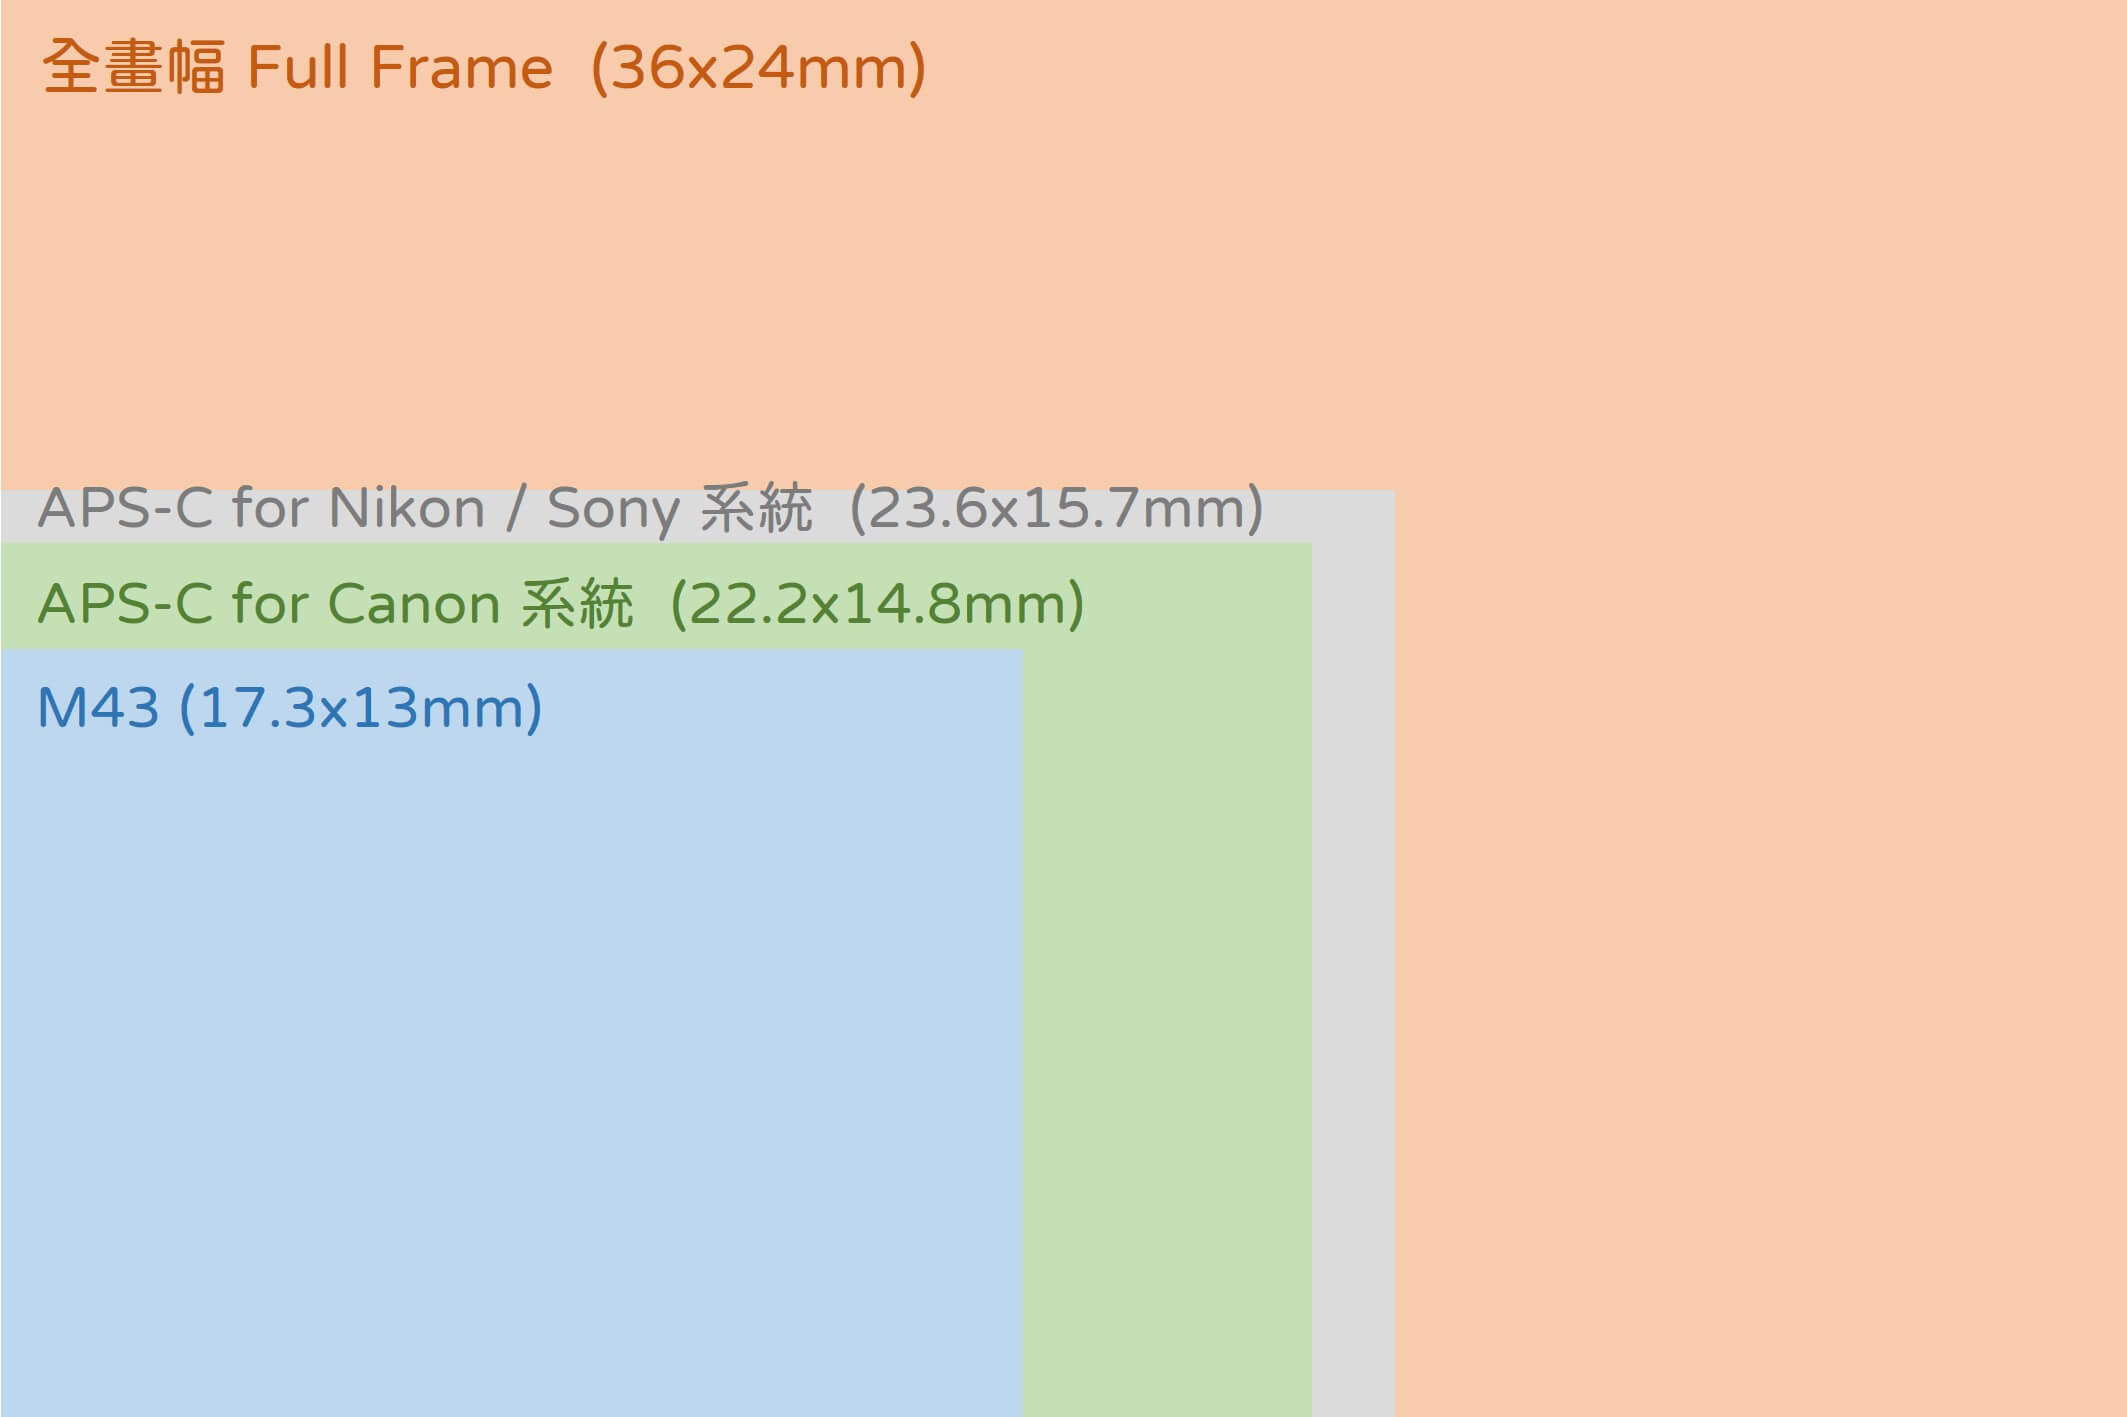 全畫幅 Full Frame (36x24mm)
APS-C for Nikon / Sony 系統 (23.6x15.7mm)
APS-C for Canon 系統 (22.2x14.8mm)
M43 (17.3x13mm)